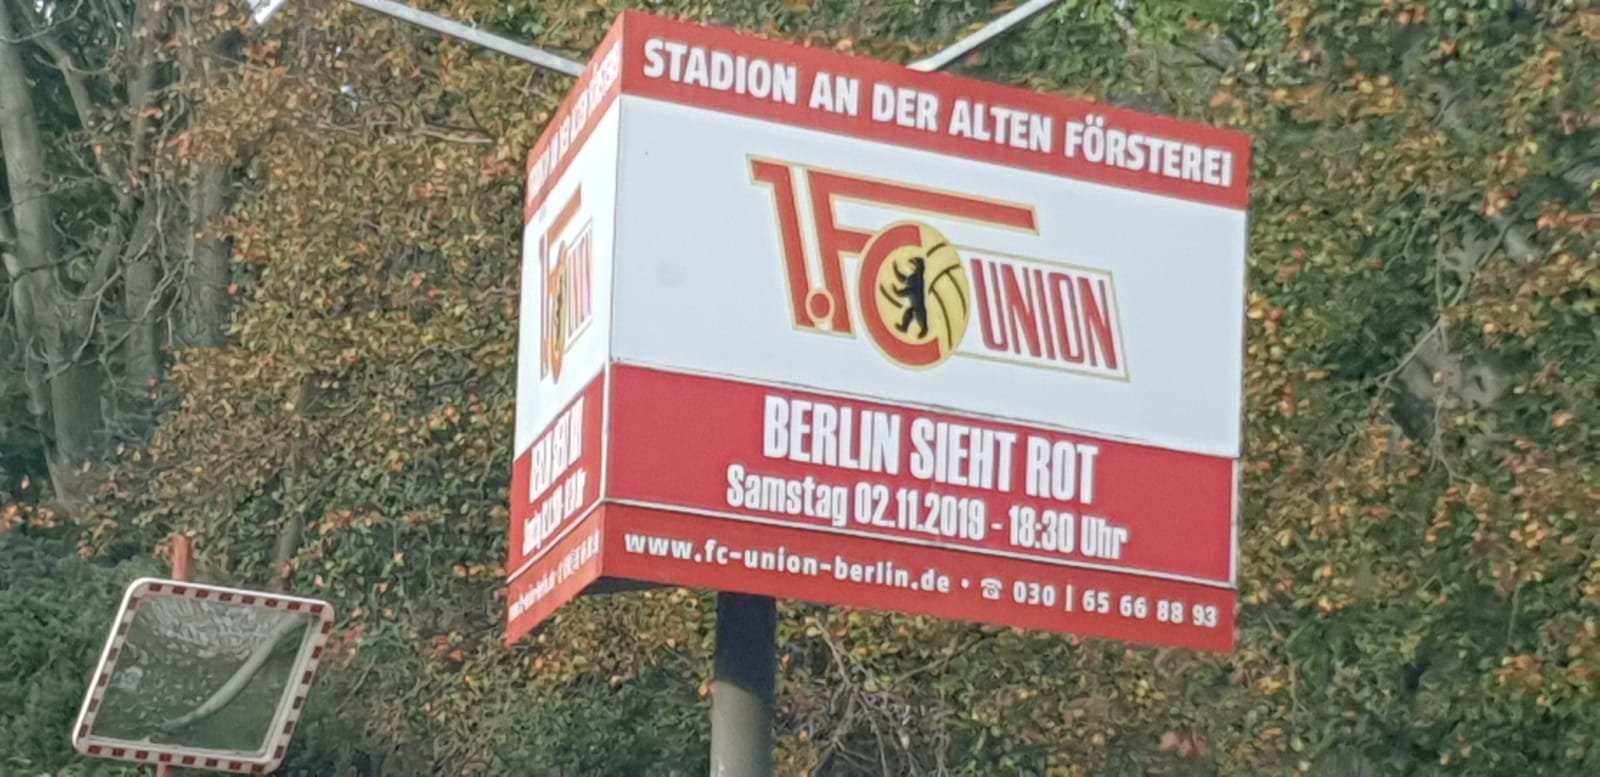 STADION AN DER ALTEN FÖRSTEREI
1.FC UNION
BERLIN SIEHT ROT
Samstag 02.11.2019 - 18:30 Uhr
www.fc-union-berlin.de • ☎ 030 | 65 66 88 93
UNION